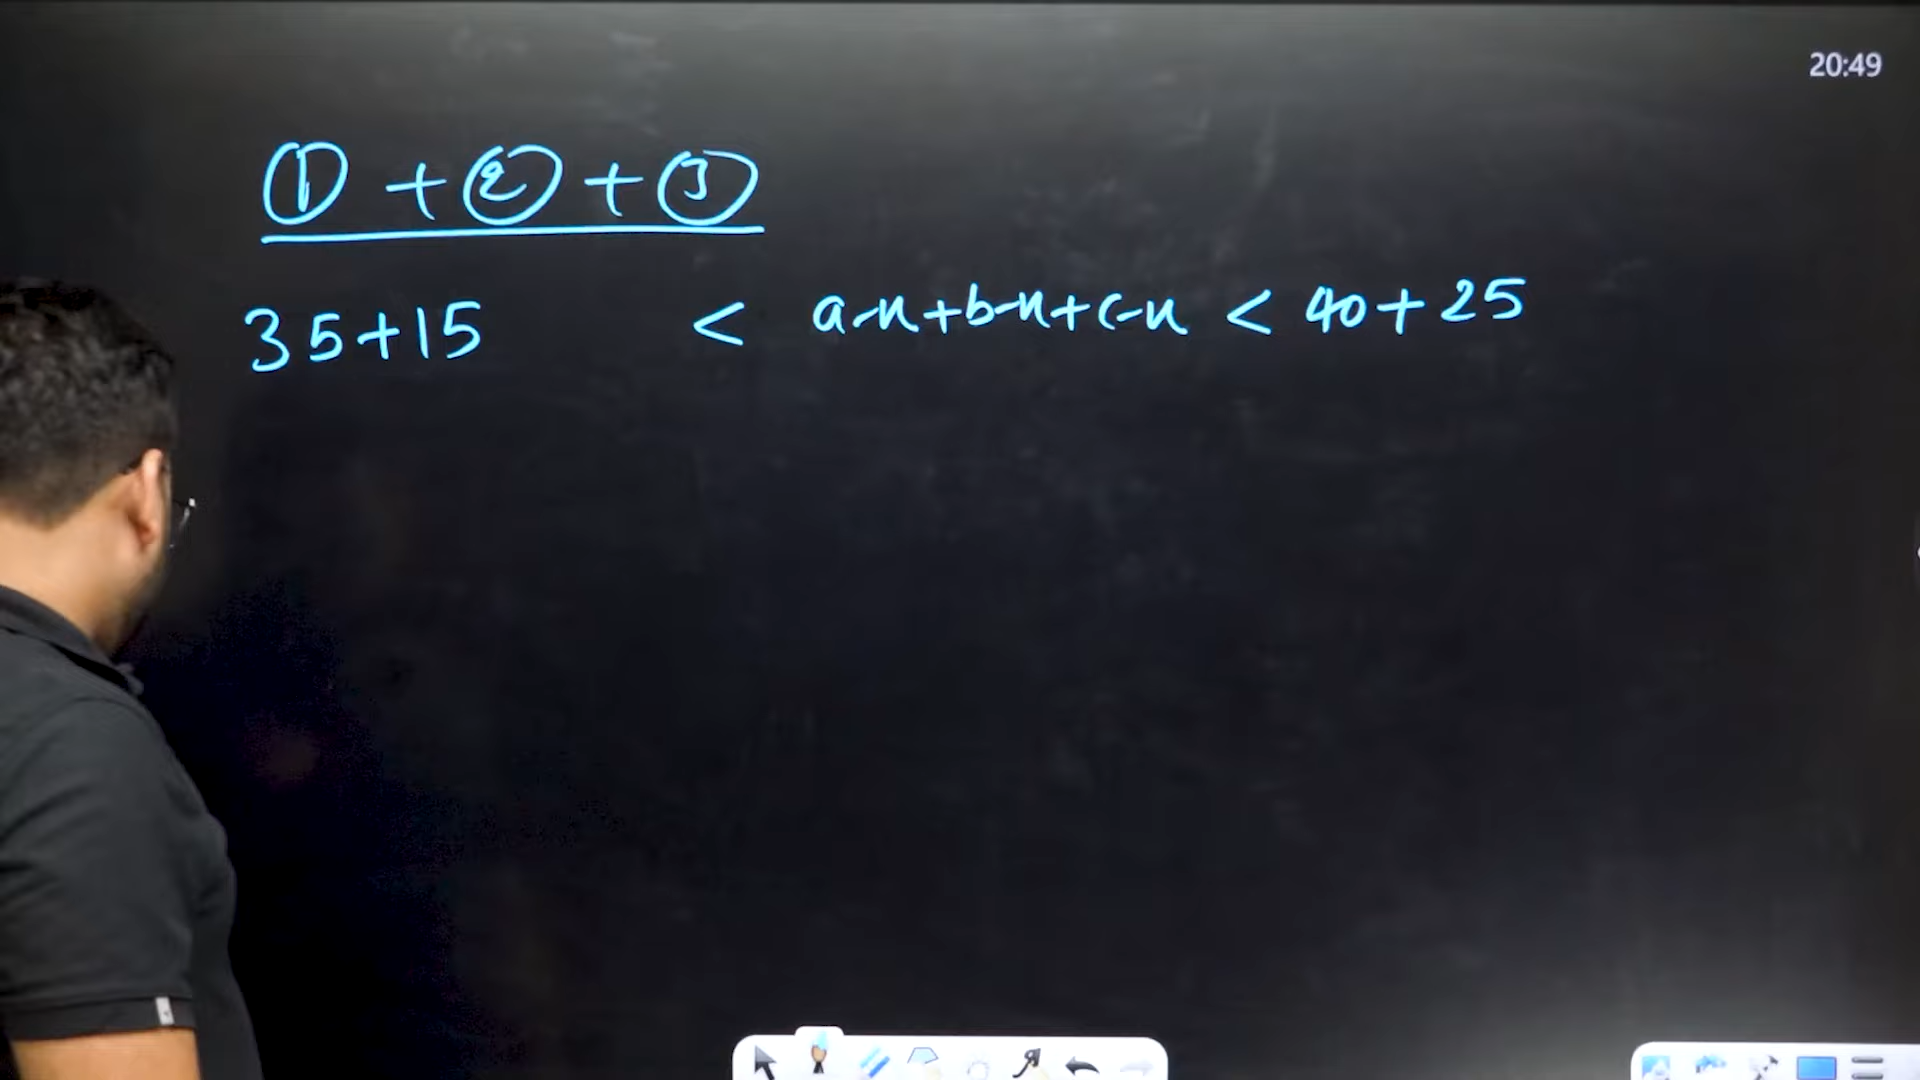 20:49
① + ② + ③
35+15 < a-x+b-x+c-x < 40+25